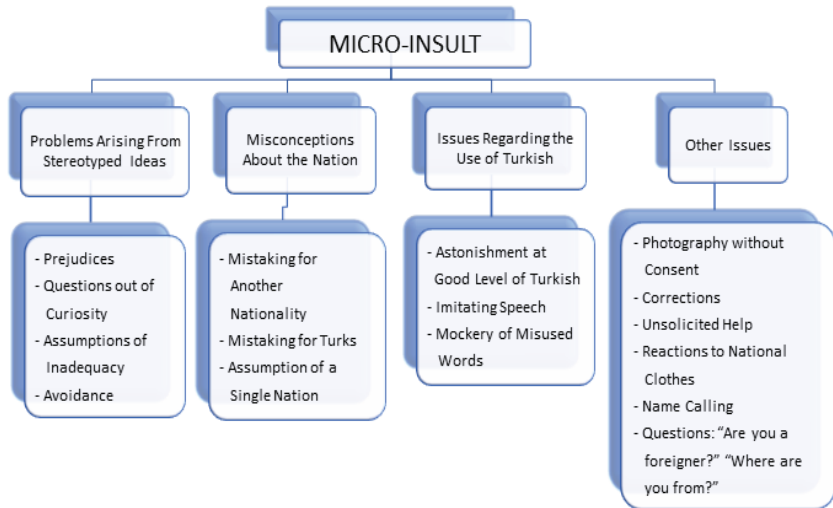 MICRO-INSULT
Problems Arising From
Stereotyped Ideas
Misconceptions
About the Nation
Issues Regarding the
Use of Turkish
Other Issues
- Prejudices
- Questions out of
Curiosity
- Assumptions of
Inadequacy
- Avoidance
- Mistaking for
Another
Nationality
- Mistaking for Turks
- Assumption of a
Single Nation
- Astonishment at
Good Level of Turkish
- Imitating Speech
- Mockery of Misused
Words
- Photography without
Consent
- Corrections
- Unsolicited Help
- Reactions to National
Clothes
- Name Calling
- Questions: “Are you a
foreigner?” “Where are
you from?”